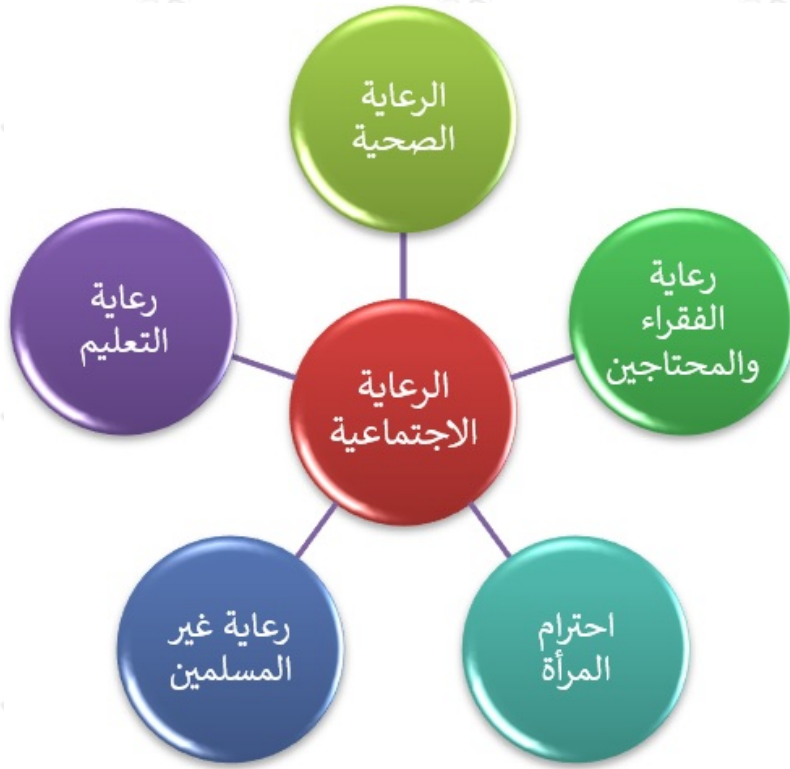 الرعاية
الصحية
رعاية
الفقراء
والمحتاجين
رعاية
التعليم
الرعاية
الاجتماعية
احترام
المرأة
رعاية غير
المسلمين